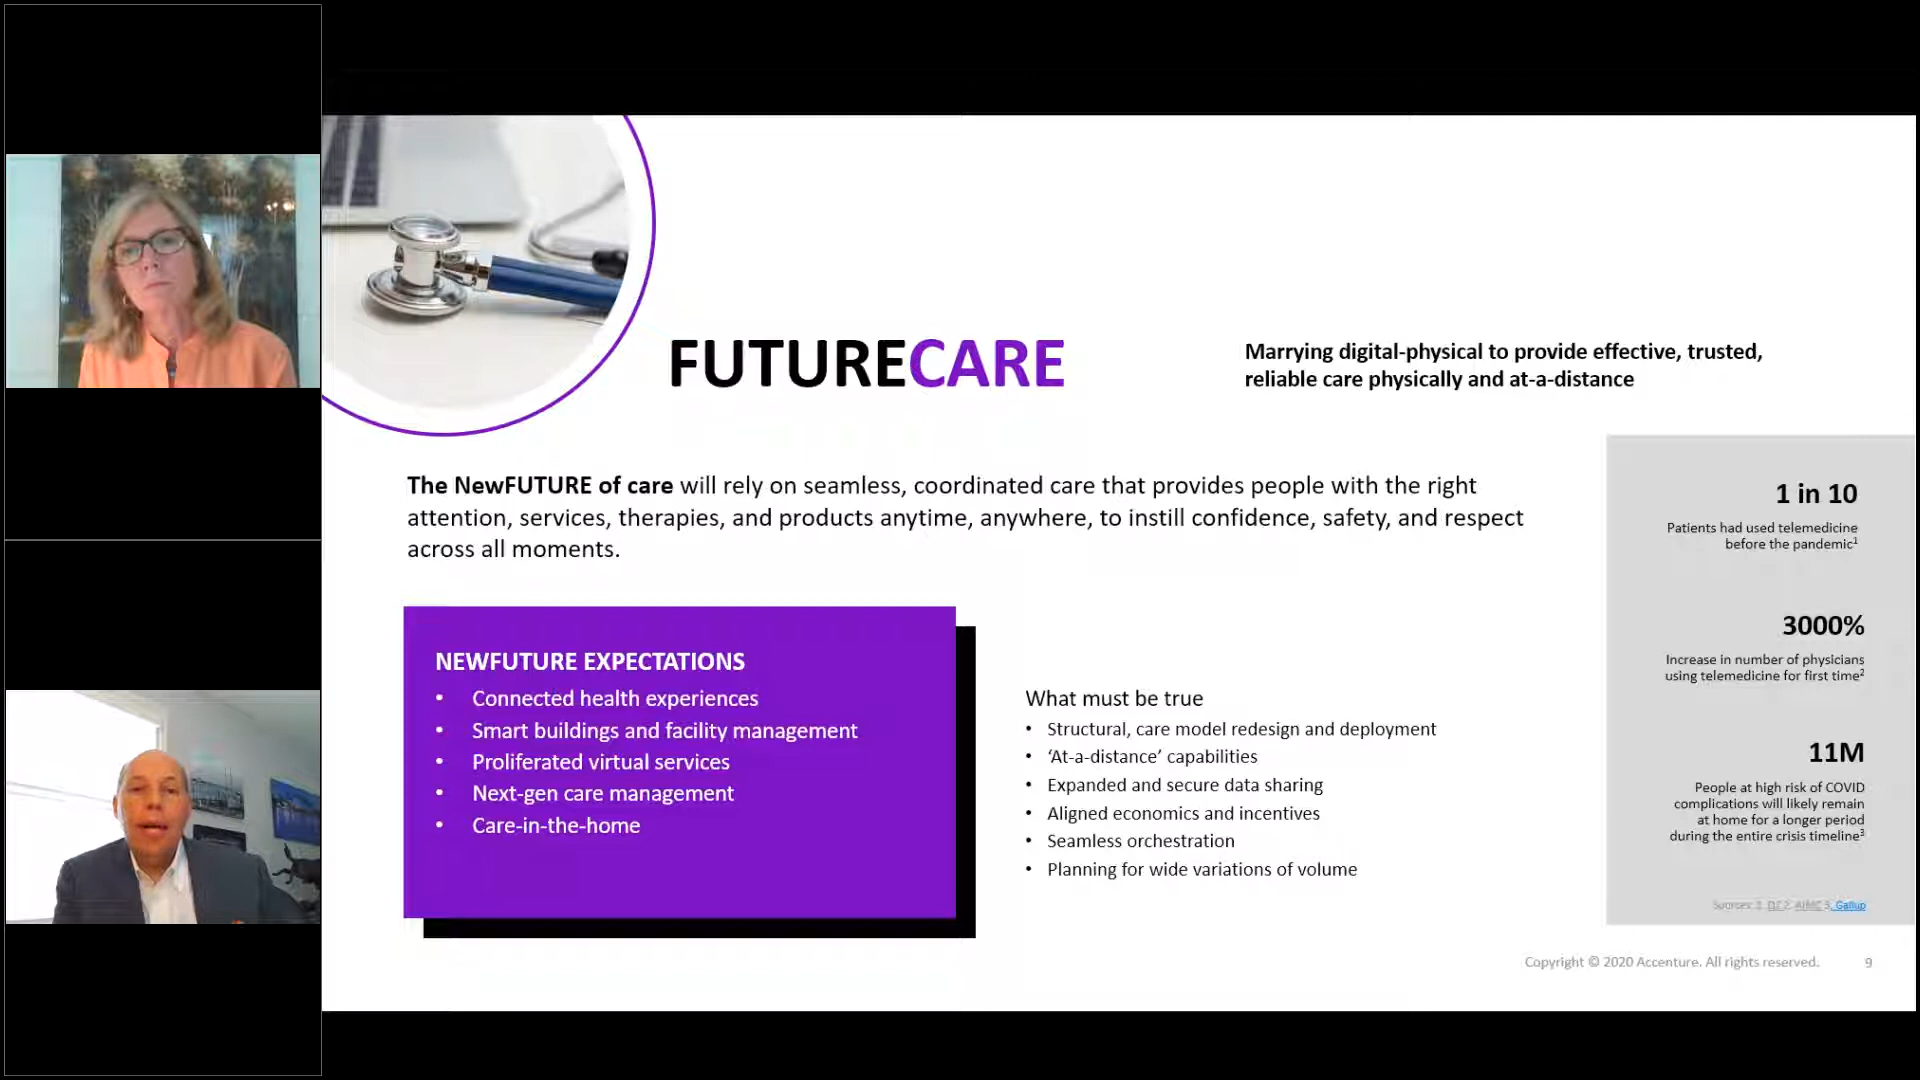 FUTURECARE
Marrying digital-physical to provide effective, trusted,
reliable care physically and at-a-distance
The NewFUTURE of care will rely on seamless, coordinated care that provides people with the right
attention, services, therapies, and products anytime, anywhere, to instill confidence, safety, and respect
across all moments.
NEWFUTURE EXPECTATIONS
• Connected health experiences
• Smart buildings and facility management
• Proliferated virtual services
• Next-gen care management
• Care-in-the-home
What must be true
• Structural, care model redesign and deployment
• ‘At-a-distance’ capabilities
• Expanded and secure data sharing
• Aligned economics and incentives
• Seamless orchestration
• Planning for wide variations of volume
1 in 10
Patients had used telemedicine
before the pandemic1
3000%
Increase in number of physicians
using telemedicine for first time2
11M
People at high risk of COVID
complications will likely remain
at home for a longer period
during the entire crisis timeline3
Sources: 2. 3. Gallup
Copyright © 2020 Accenture. All rights reserved. 9